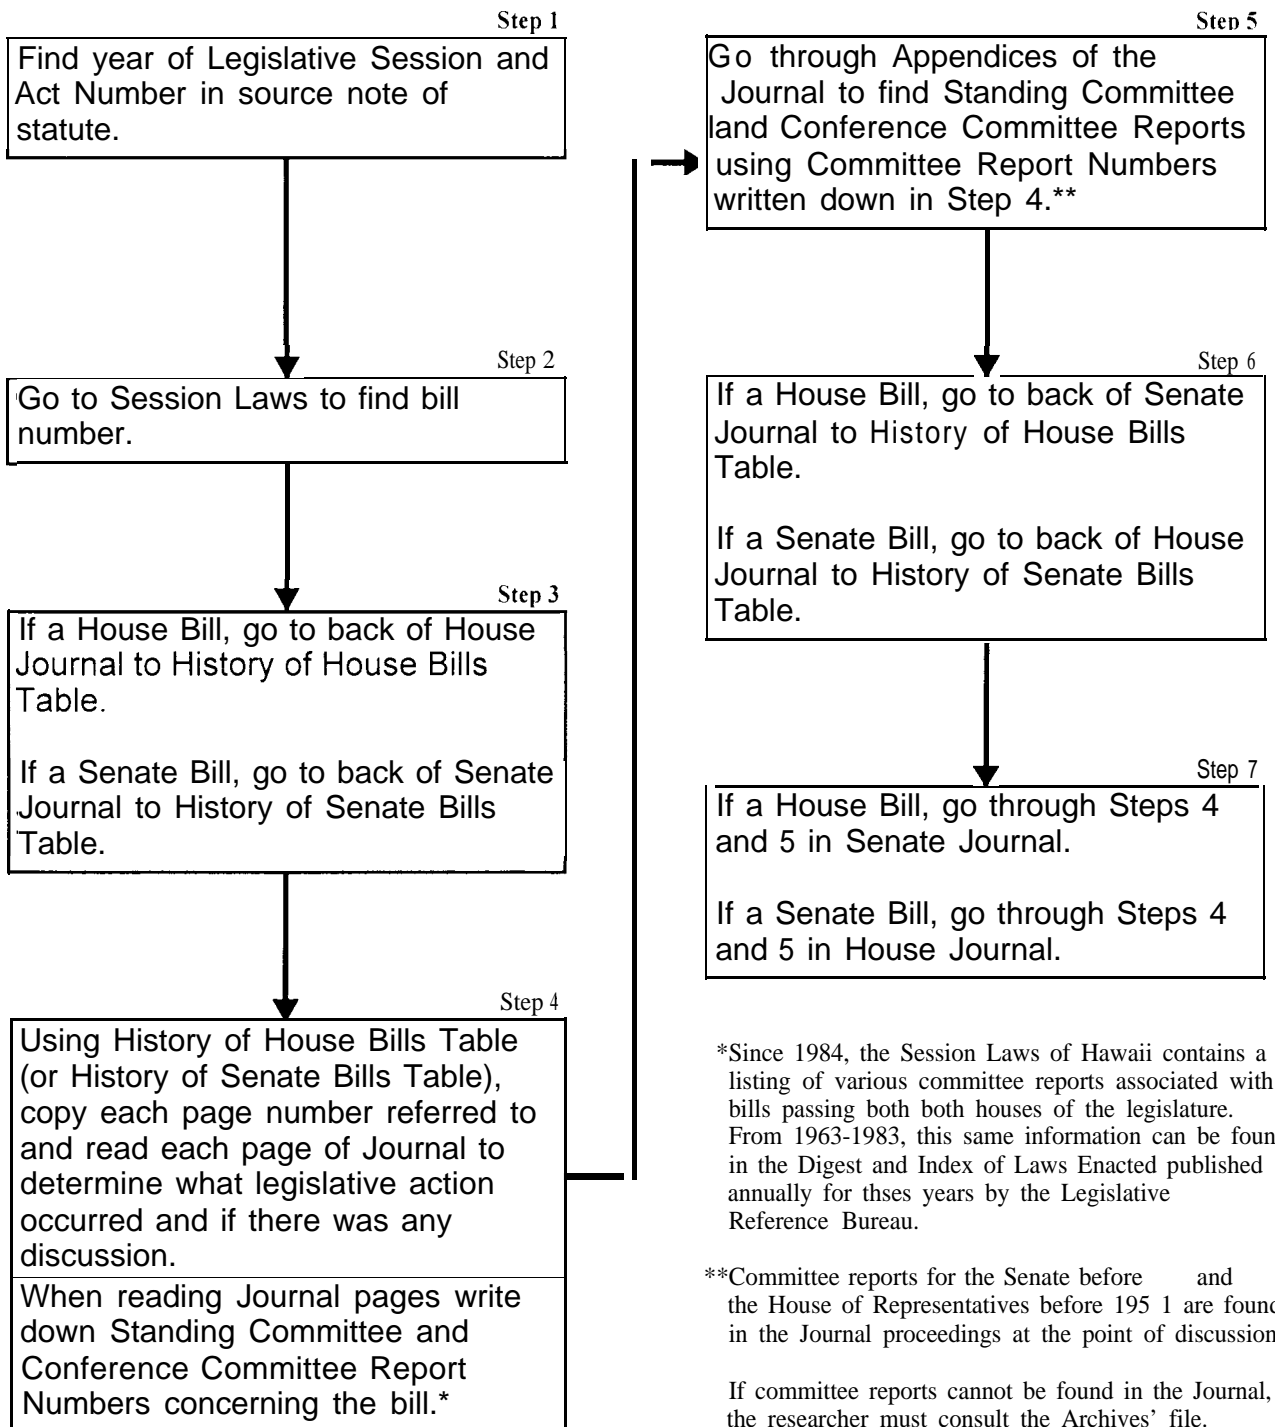 Step 1
Find year of Legislative Session and
Act Number in source note of
statute.
Step 2
Go to Session Laws to find bill
number.
Step 3
If a House Bill, go to back of House
Journal to History of House Bills
Table.
If a Senate Bill, go to back of Senate
Journal to History of Senate Bills
Table.
Step 4
Using History of House Bills Table
(or History of Senate Bills Table),
copy each page number referred to
and read each page of Journal to
determine what legislative action
occurred and if there was any
discussion.
When reading Journal pages write
down Standing Committee and
Conference Committee Report
Numbers concerning the bill.*
Step 5
Go through Appendices of the
Journal to find Standing Committee
land Conference Committee Reports
using Committee Report Numbers
written down in Step 4.**
Step 6
If a House Bill, go to back of Senate
Journal to History of House Bills
Table.
If a Senate Bill, go to back of House
Journal to History of Senate Bills
Table.
Step 7
If a House Bill, go through Steps 4
and 5 in Senate Journal.
If a Senate Bill, go through Steps 4
and 5 in House Journal.
*Since 1984, the Session Laws of Hawaii contains a
listing of various committee reports associated with
bills passing both both houses of the legislature.
From 1963-1983, this same information can be foun
in the Digest and Index of Laws Enacted published
annually for thses years by the Legislative
Reference Bureau.
**Committee reports for the Senate before and
the House of Representatives before 195 1 are found
in the Journal proceedings at the point of discussion
If committee reports cannot be found in the Journal,
the researcher must consult the Archives' file.